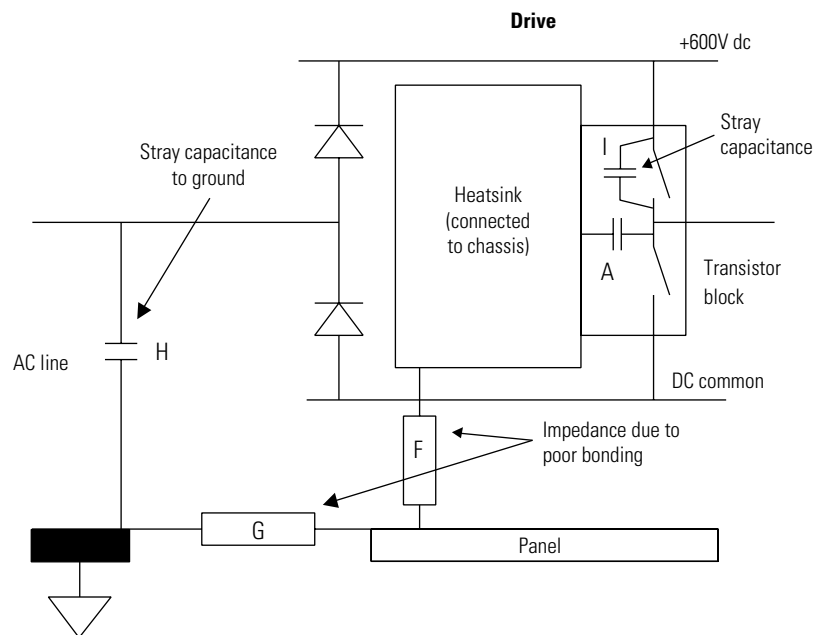 Drive
+600V dc
Stray capacitance
to ground
I
Stray
capacitance
Heatsink
(connected
to chassis)
A
Transistor
block
AC line
H
DC common
F
Impedance due to
poor bonding
G
Panel